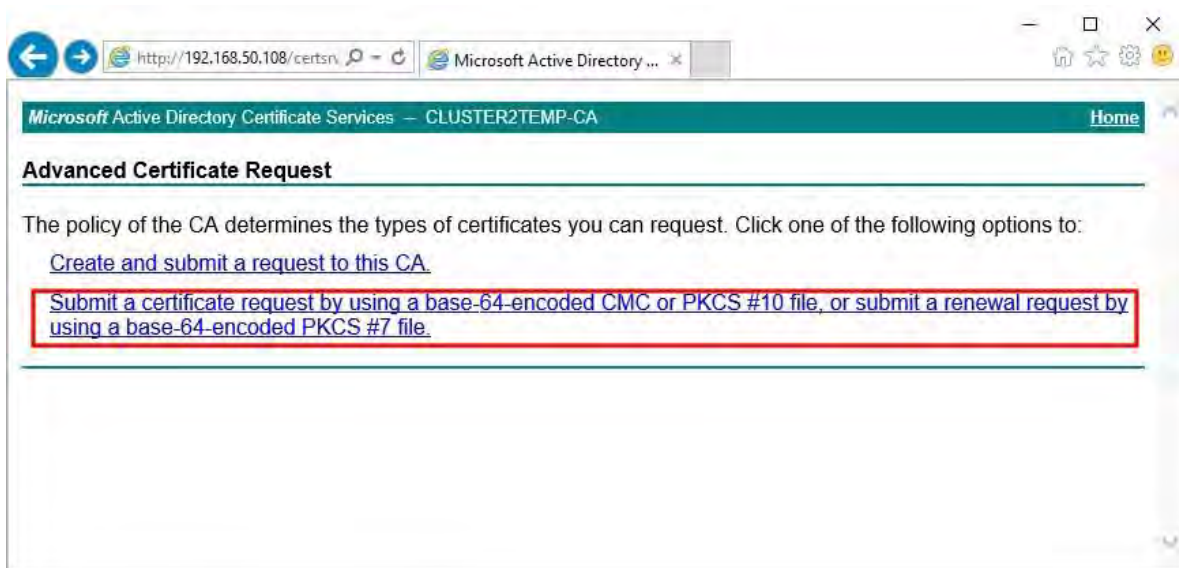 http://192.168.50.108/certsn
Microsoft Active Directory ...
Microsoft Active Directory Certificate Services – CLUSTER2TEMP-CA Home
Advanced Certificate Request
The policy of the CA determines the types of certificates you can request. Click one of the following options to:
Create and submit a request to this CA.
Submit a certificate request by using a base-64-encoded CMC or PKCS #10 file, or submit a renewal request by
using a base-64-encoded PKCS #7 file.